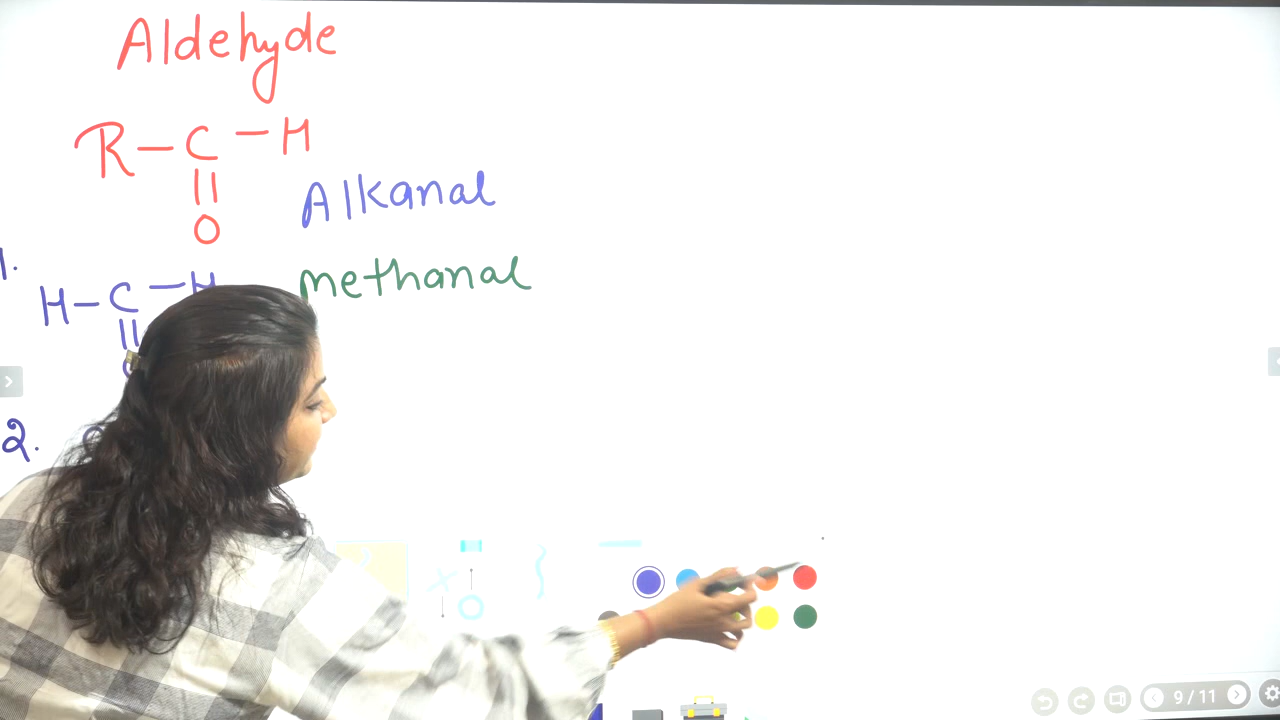 Aldehyde
R-C-H
||
O
Alkanal
1.
H-C-H
||
methanal
2.
9/11